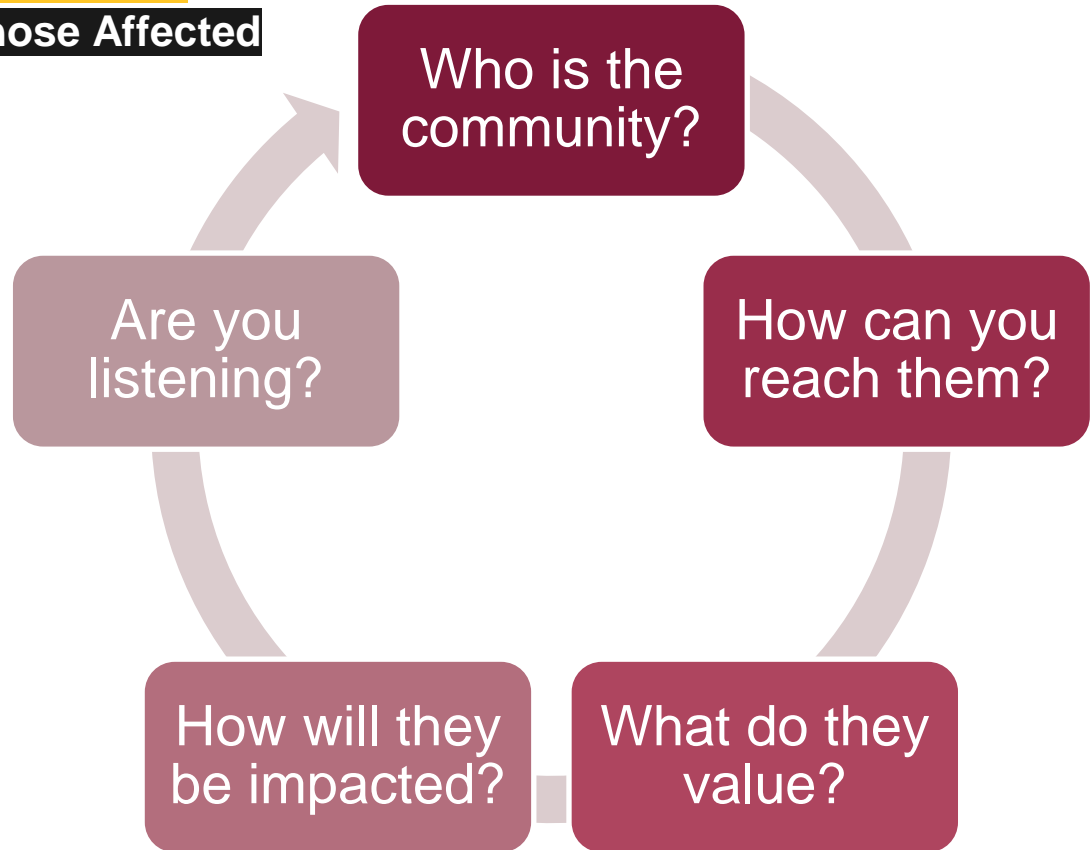 Affected
Who is the
community?
How can you
reach them?
What do they
value?
How will they
be impacted?
Are you
listening?